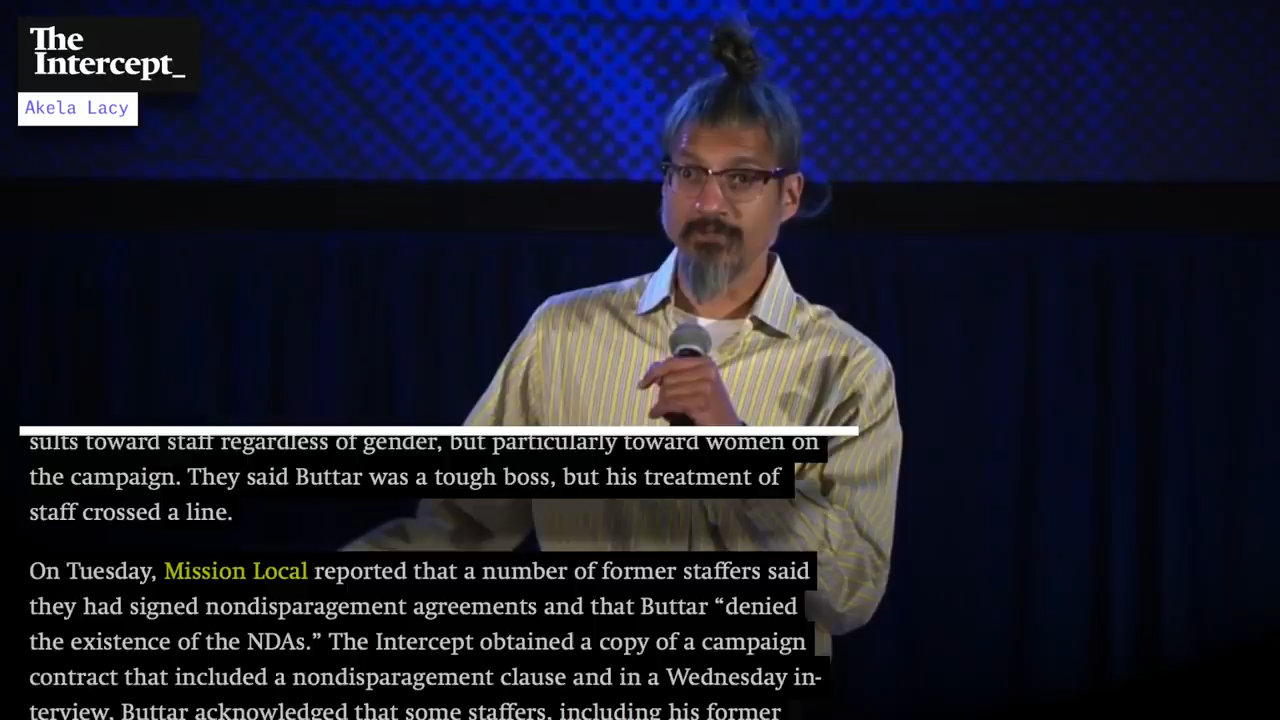 The
Intercept_
Akela Lacy
sults toward staff regardless of gender, but particularly toward women on
the campaign. They said Buttar was a tough boss, but his treatment of
staff crossed a line.
On Tuesday, Mission Local reported that a number of former staffers said
they had signed nondisparagement agreements and that Buttar “denied
the existence of the NDAs.” The Intercept obtained a copy of a campaign
contract that included a nondisparagement clause and in a Wednesday in-
terview, Buttar acknowledged that some staffers, including his former